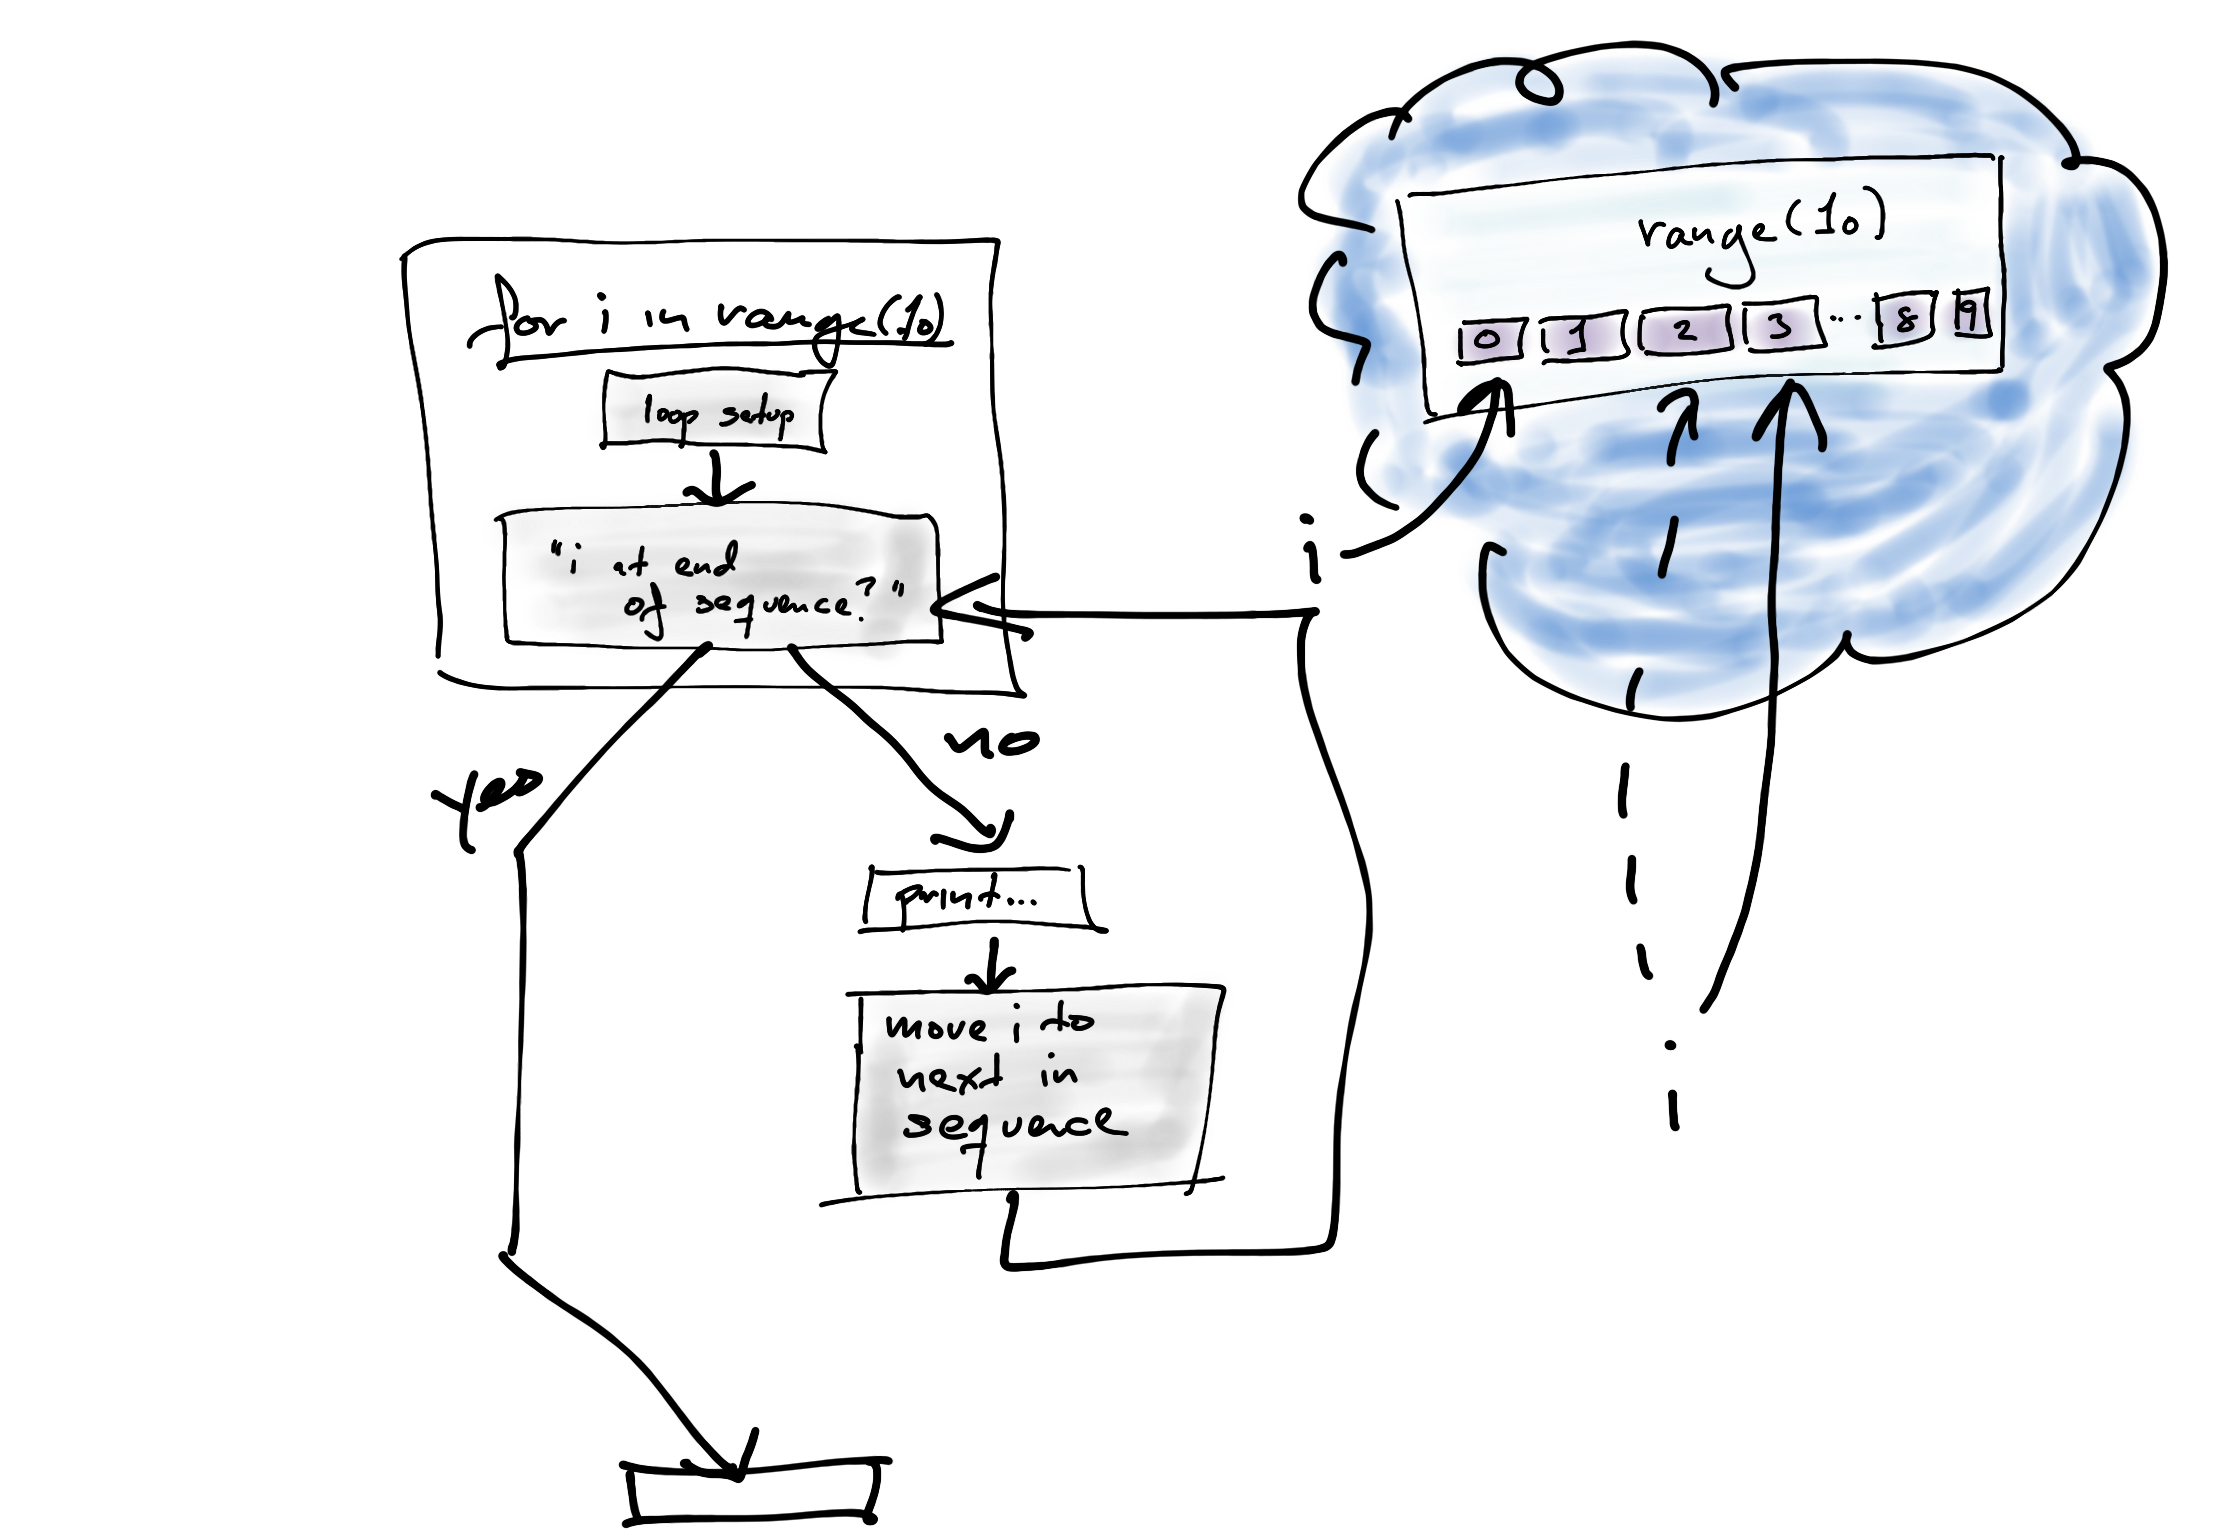 range(10)
0 1 2 3 ... 8 9
for i in range(10)
loop setup
"i at end
of sequence?"
i
yes
no
print...
move i to
next in
sequence
i